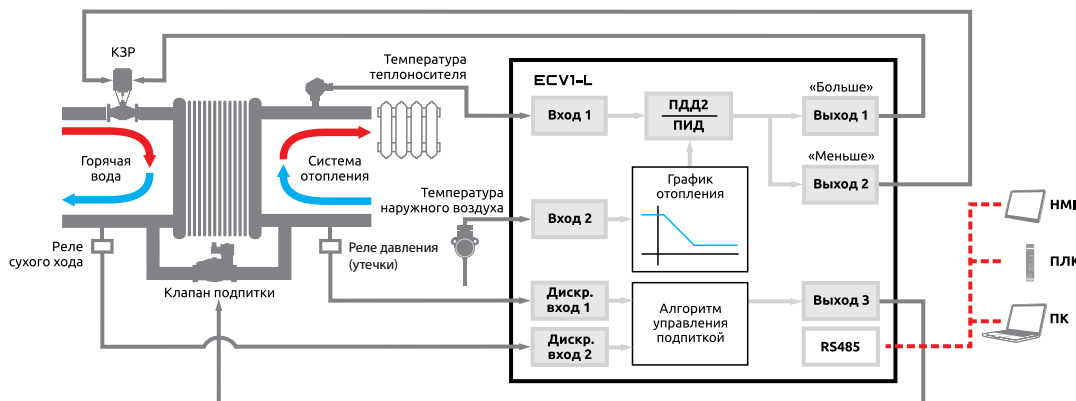 КЗР
Температура
теплоносителя
ECV1-L
«Больше»
Вход 1
ПДД2
ПИД
Выход 1
«Меньше»
Выход 2
Горячая
вода
Система
отопления
График
отопления
Температура
наружного воздуха
Вход 2
HMI
Реле
сухого хода
Реле давления
(утечки)
ПЛК
Клапан подпитки
Дискр.
вход 1
Алгоритм
управления
подпиткой
Выход 3
ПК
Дискр.
вход 2
RS485